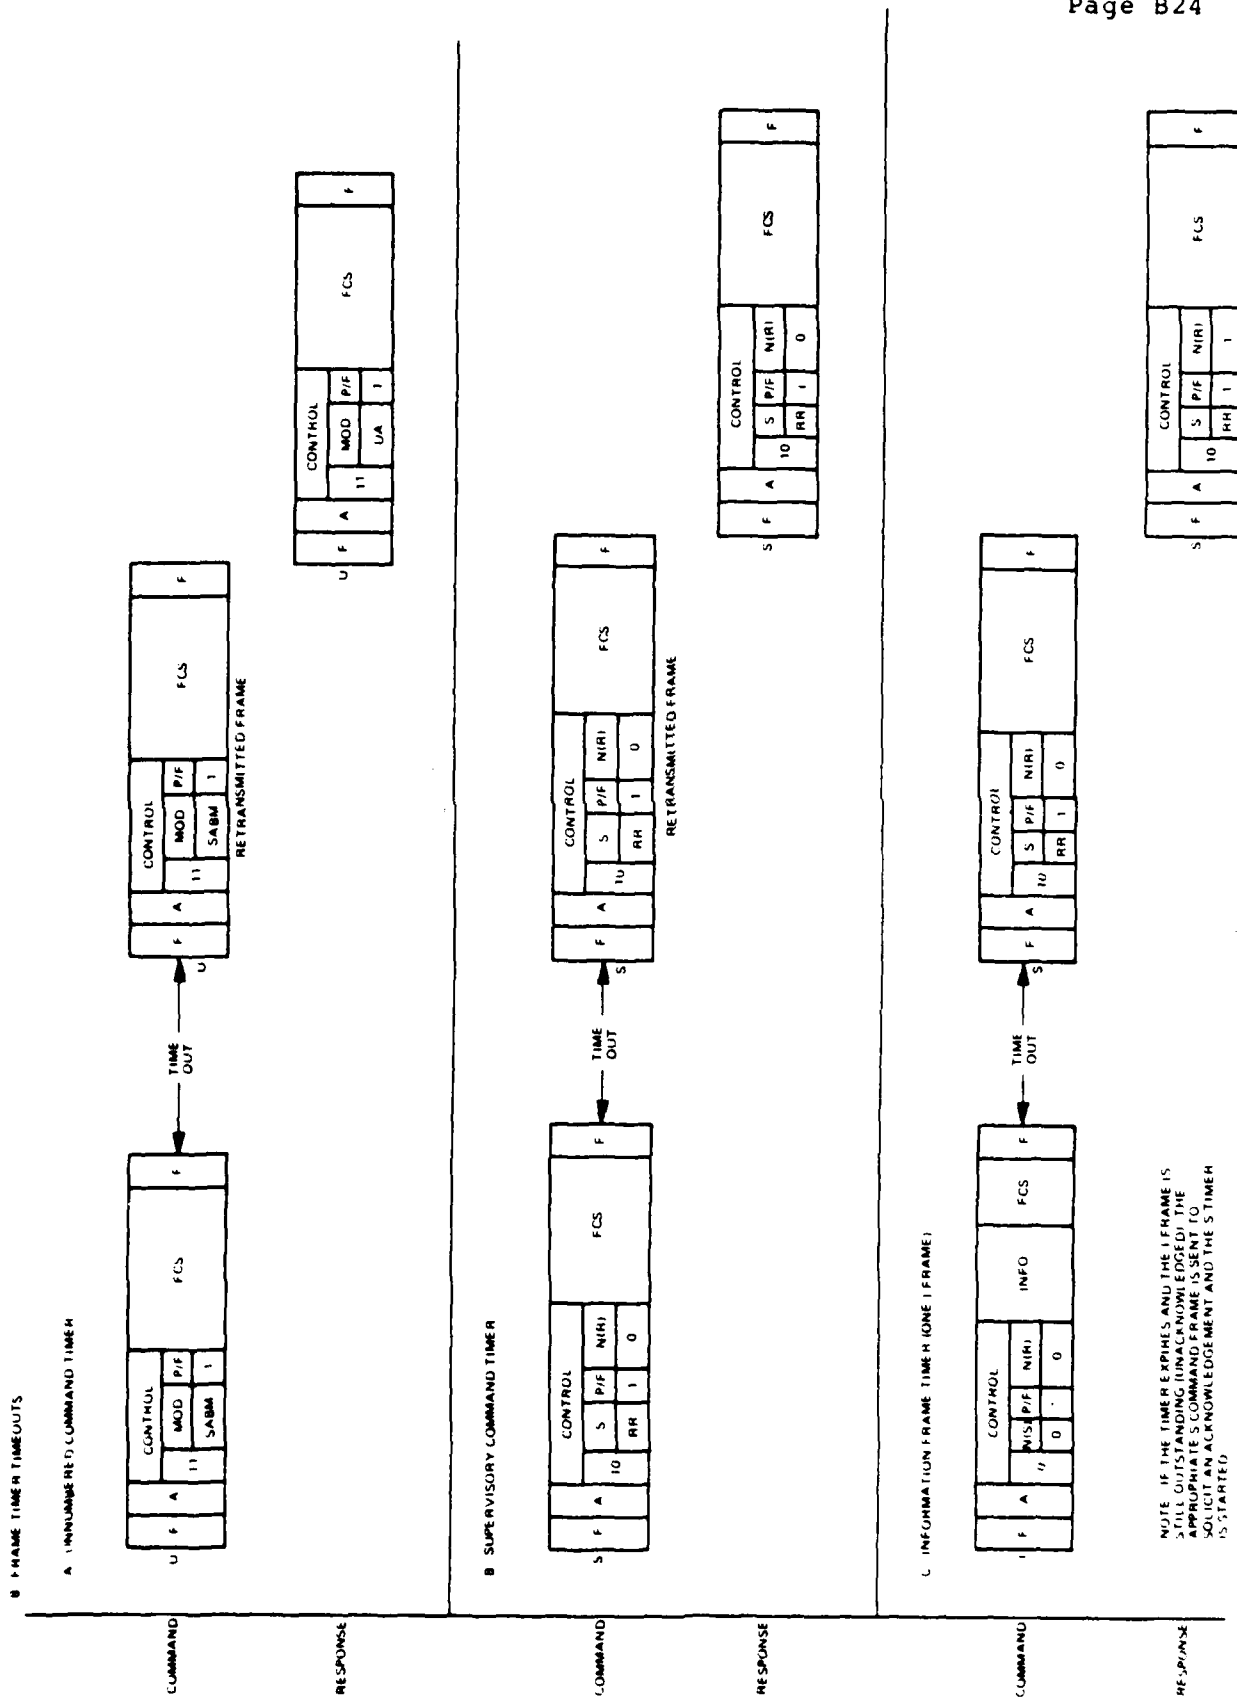 Page B24
B FRAME TIMER TIMEOUTS
A UNNUMBERED COMMAND TIMER
COMMAND
U
F A CONTROL FCS F
11 MOD P/F
SABM 1
TIME
OUT
U
F A CONTROL FCS F
11 MOD P/F
SABM 1
RETRANSMITTED FRAME
RESPONSE
U
F A CONTROL FCS F
11 MOD P/F
UA 1
B SUPERVISORY COMMAND TIMER
COMMAND
S
F A CONTROL FCS F
10 S P/F N(R)
RR 1 0
TIME
OUT
S
F A CONTROL FCS F
10 S P/F N(R)
RR 1 0
RETRANSMITTED FRAME
RESPONSE
S
F A CONTROL FCS F
10 S P/F N(R)
RR 1 0
C INFORMATION FRAME TIMER (ONE I FRAME)
COMMAND
I
F A CONTROL INFO FCS F
0 N(S) P/F N(R)
0 0
TIME
OUT
S
F A CONTROL FCS F
10 S P/F N(R)
RR 1 0
RESPONSE
S
F A CONTROL FCS F
10 S P/F N(R)
RR 1 1
NOTE IF THE TIMER EXPIRES AND THE I FRAME IS
STILL OUTSTANDING (UNACKNOWLEDGED) THE
APPROPRIATE S COMMAND FRAME IS SENT TO
SOLICIT AN ACKNOWLEDGEMENT AND THE S TIMER
IS STARTED